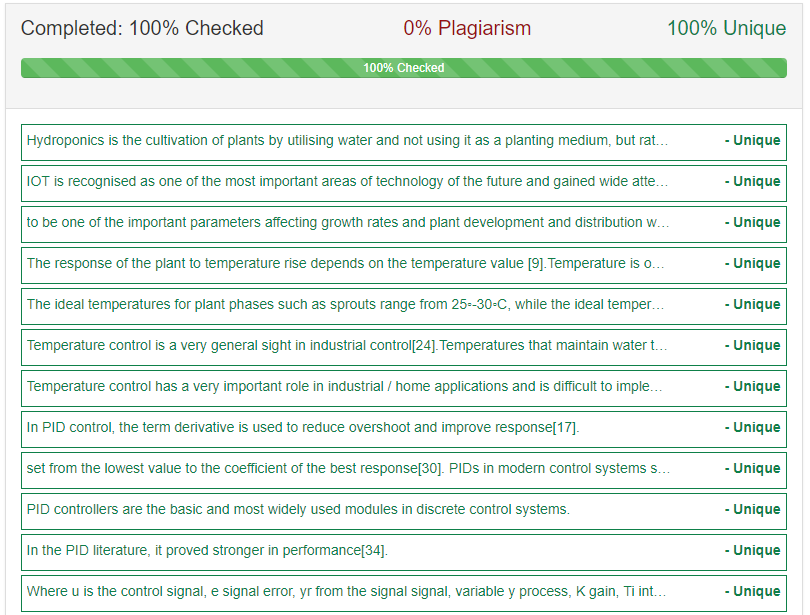 Completed: 100% Checked 0% Plagiarism 100% Unique
100% Checked
Hydroponics is the cultivation of plants by utilising water and not using it as a planting medium, but rat... - Unique
IOT is recognised as one of the most important areas of technology of the future and gained wide atte... - Unique
to be one of the important parameters affecting growth rates and plant development and distribution w... - Unique
The response of the plant to temperature rise depends on the temperature value [9].Temperature is o... - Unique
The ideal temperatures for plant phases such as sprouts range from 25◦-30◦C, while the ideal temper... - Unique
Temperature control is a very general sight in industrial control[24].Temperatures that maintain water t... - Unique
Temperature control has a very important role in industrial / home applications and is difficult to imple... - Unique
In PID control, the term derivative is used to reduce overshoot and improve response[17]. - Unique
set from the lowest value to the coefficient of the best response[30]. PIDs in modern control systems s... - Unique
PID controllers are the basic and most widely used modules in discrete control systems. - Unique
In the PID literature, it proved stronger in performance[34]. - Unique
Where u is the control signal, e signal error, yr from the signal signal, variable y process, K gain, Ti int... - Unique